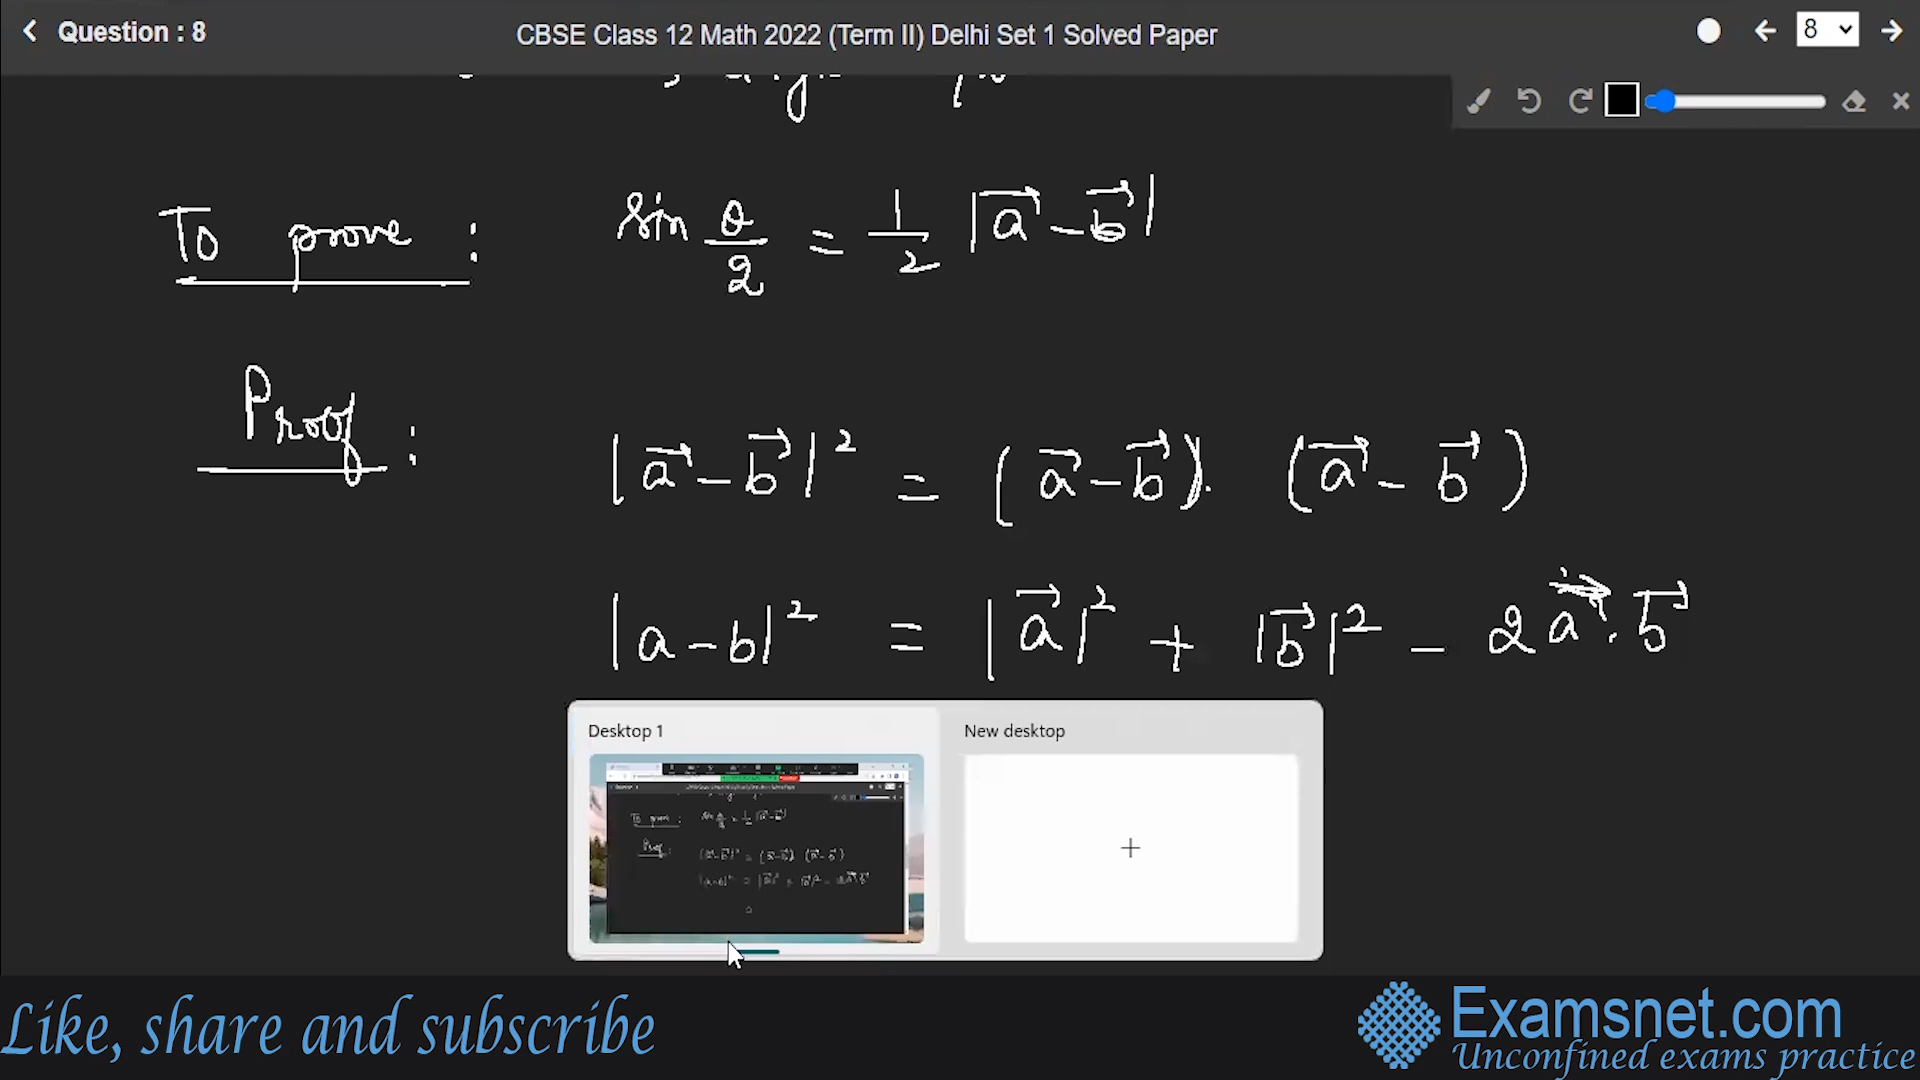 Question : 8
CBSE Class 12 Math 2022 (Term II) Delhi Set 1 Solved Paper
8
To prove : sin θ/2 = 1/2 |a⃗ - b⃗|
Proof :
|a⃗ - b⃗|² = (a⃗ - b⃗). (a⃗ - b⃗)
|a - b|² = |a⃗|² + |b⃗|² - 2a⃗ . b⃗
Desktop 1
New desktop
Like, share and subscribe
Examsnet.com
Unconfined exams practice